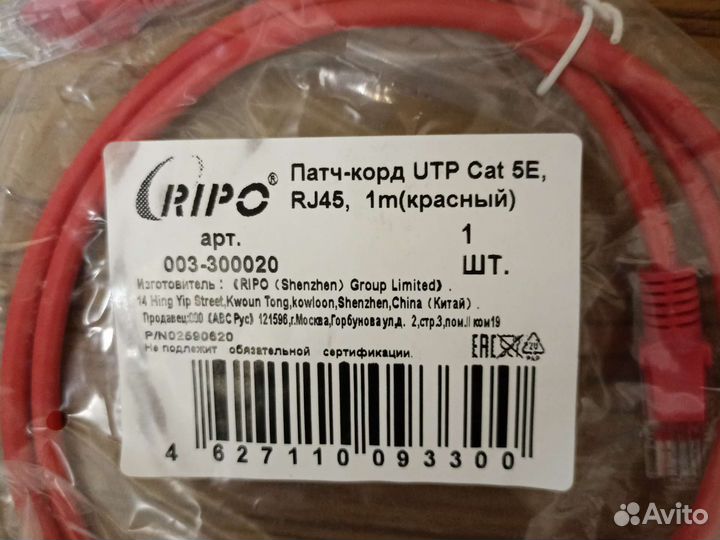 RIPO®
Патч-корд UTP Cat 5E,
RJ45, 1m(красный)
арт.
003-300020
1
ШТ.
Изготовитель : 《RIPO（Shenzhen）Group Limited》.
14 Hing Yip Street,Kwoun Tong,kowloon,Shenzhen,China（Китай）.
Продавец:ООО《АВС Рус》121596,г.Москва,Горбунова ул.д. 2,стр.3,пом.II ком19
P/N02590620
Не подлежит обязательной сертификации.
EAC
PAP
4 627110 093300
Avito